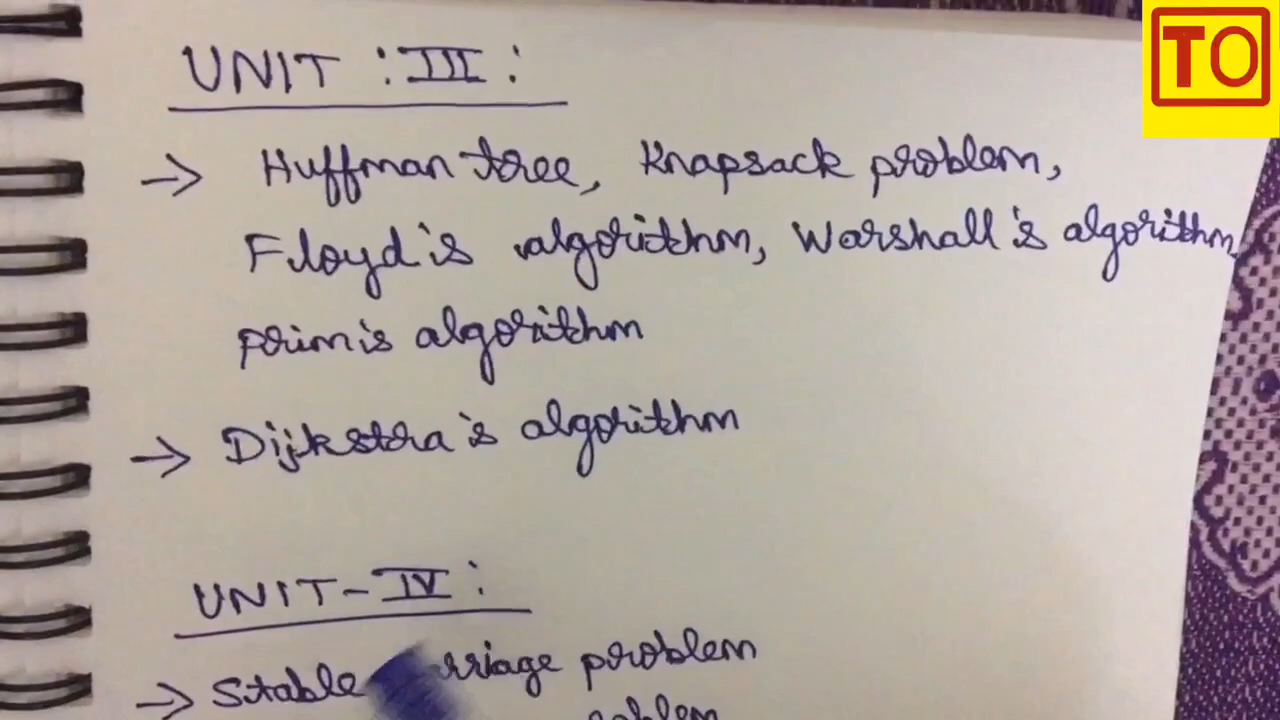 TO
UNIT : III :
→ Huffman tree, Knapsack problem,
Floyd's algorithm, Warshall's algorithm,
prim's algorithm
→ Dijkstra's algorithm
UNIT - IV :
→ Stable problem